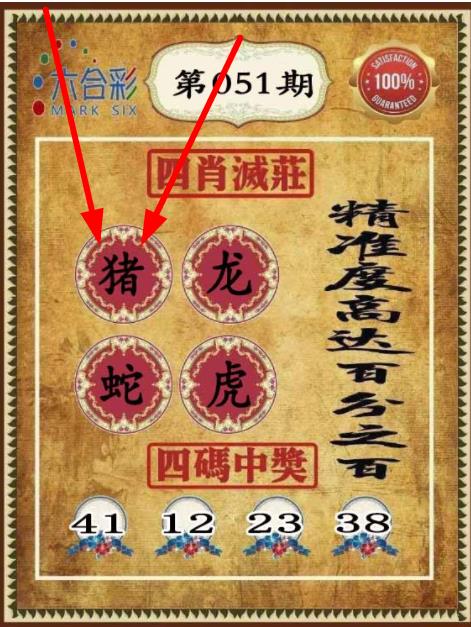 六合彩
MARK SIX
第051期
SATISFACTION
100%
GUARANTEED
四肖滅莊
猪
龙
蛇
虎
精准度高达百分之百
四碼中奬
41 12 23 38